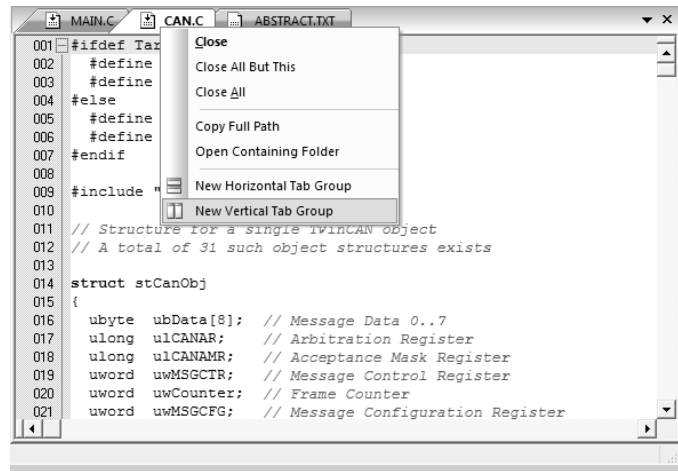 MAIN.C CAN.C ABSTRACT.TXT
001 #ifdef Tar
002 #define
003 #define
004 #else
005 #define
006 #define
007 #endif
008
009 #include "
010
011 // Structure for a single TwinCAN object
012 // A total of 31 such object structures exists
013
014 struct stCanObj
015 {
016 ubyte ubData[8]; // Message Data 0..7
017 ulong ulCANAR; // Arbitration Register
018 ulong ulCANAMR; // Acceptance Mask Register
019 uword uwMSGCTR; // Message Control Register
020 uword uwCounter; // Frame Counter
021 uword uwMSGCFG; // Message Configuration Register
Close
Close All But This
Close All
Copy Full Path
Open Containing Folder
New Horizontal Tab Group
New Vertical Tab Group